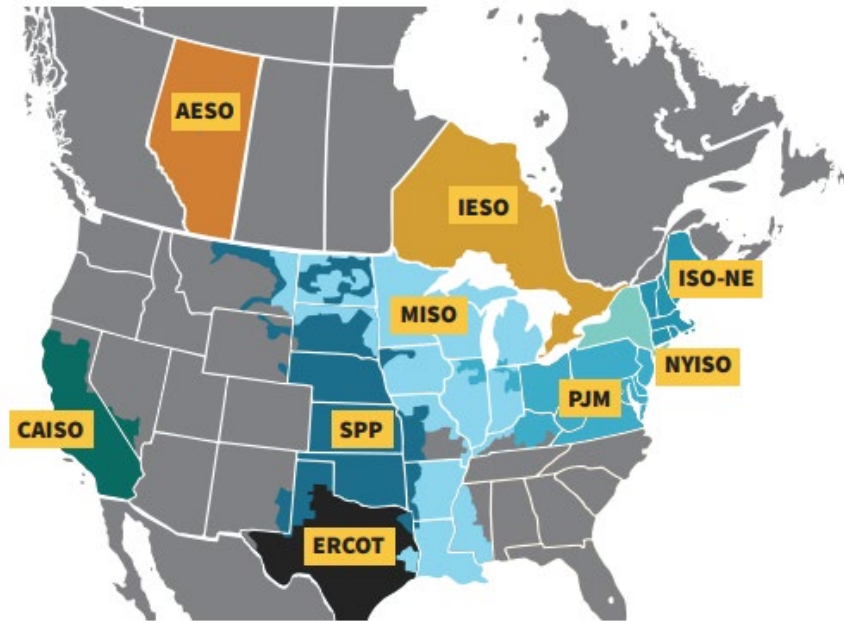 AESO
IESO
ISO-NE
MISO
NYISO
PJM
CAISO
SPP
ERCOT